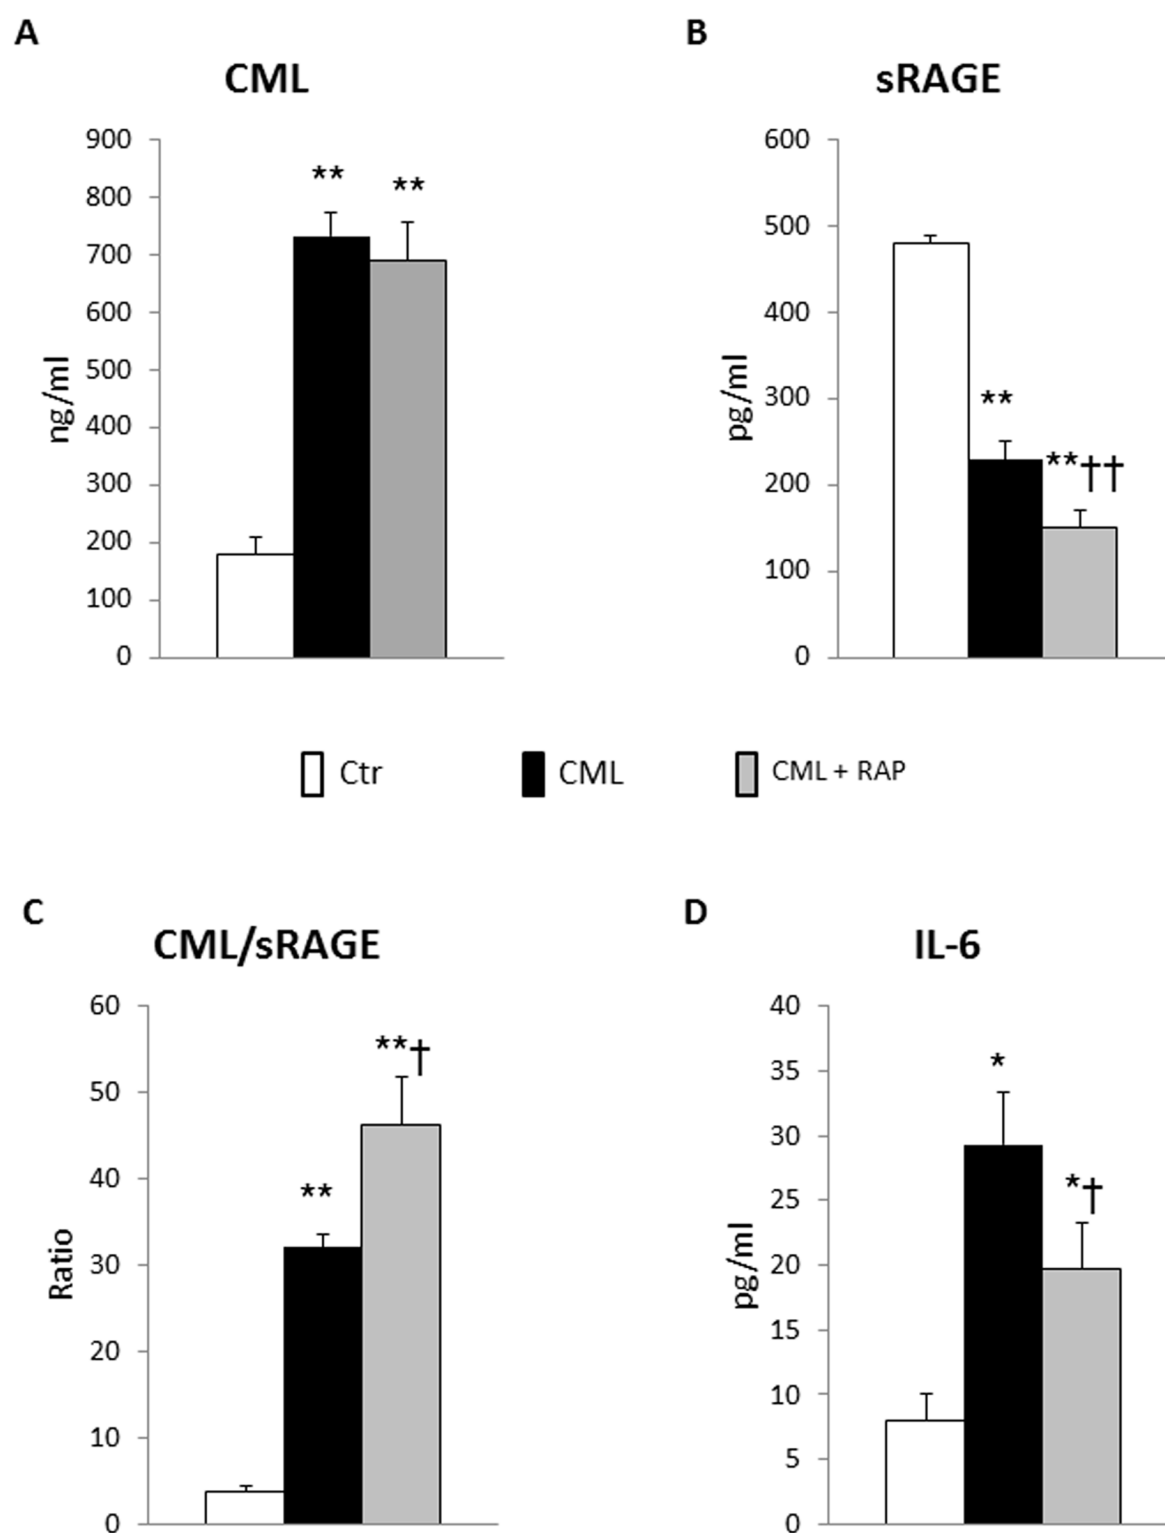 A
CML
900
800
700
600
500
400
300
200
100
0
ng/ml
**
**
B
sRAGE
600
500
400
300
200
100
0
pg/ml
**
**††
Ctr
CML
CML + RAP
C
CML/sRAGE
60
50
40
30
20
10
0
Ratio
**
**†
D
IL-6
40
35
30
25
20
15
10
5
0
pg/ml
*
*†